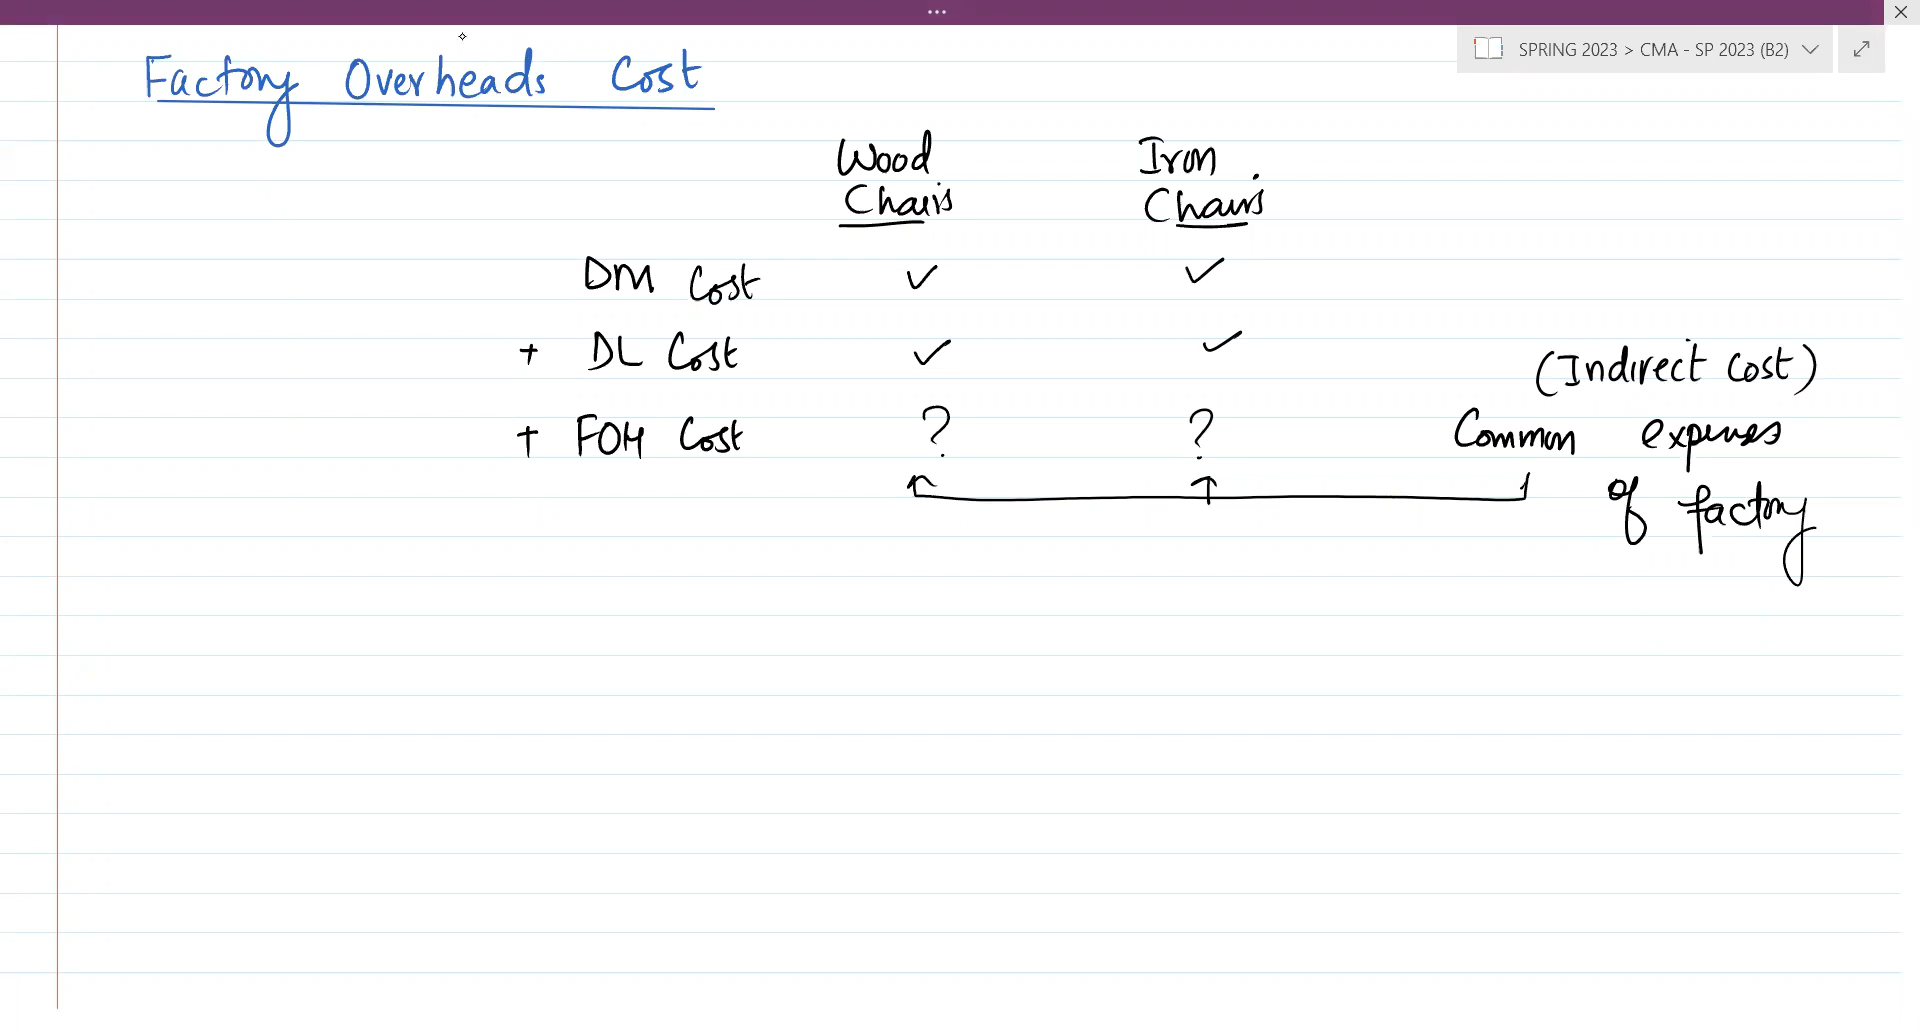 SPRING 2023 > CMA - SP 2023 (B2)
Factory Overheads Cost
Wood Chairs
Iron Chairs
DM Cost ✓ ✓
+ DL Cost ✓ ✓
(Indirect Cost)
+ FOH Cost ? ? Common expenses
of factory